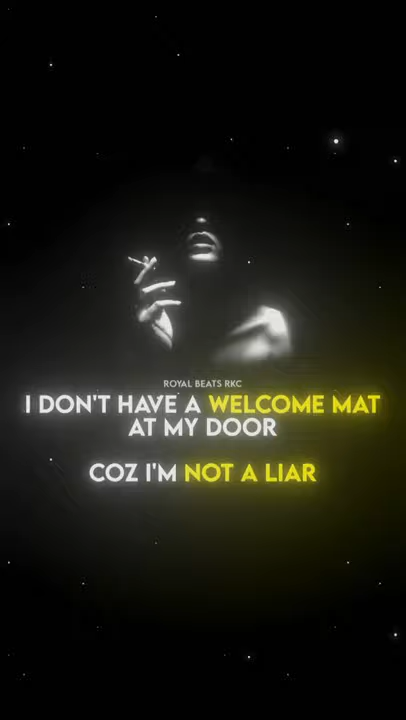 ROYAL BEATS RKC
I DON'T HAVE A WELCOME MAT
AT MY DOOR
COZ I'M NOT A LIAR